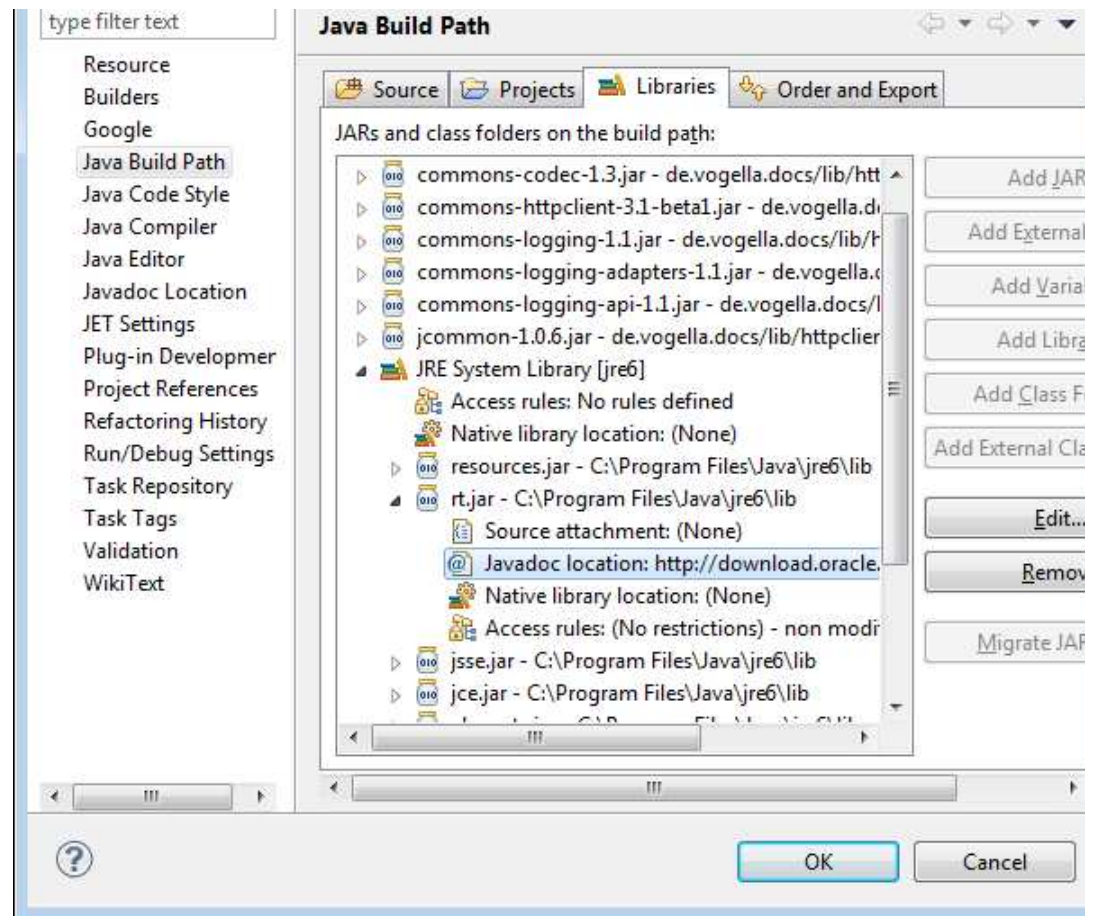 type filter text
Resource
Builders
Google
Java Build Path
Java Code Style
Java Compiler
Java Editor
Javadoc Location
JET Settings
Plug-in Developmer
Project References
Refactoring History
Run/Debug Settings
Task Repository
Task Tags
Validation
WikiText
Java Build Path
Source
Projects
Libraries
Order and Export
JARs and class folders on the build path:
commons-codec-1.3.jar - de.vogella.docs/lib/htt
commons-httpclient-3.1-beta1.jar - de.vogella.d
commons-logging-1.1.jar - de.vogella.docs/lib/h
commons-logging-adapters-1.1.jar - de.vogella.
commons-logging-api-1.1.jar - de.vogella.docs/l
jcommon-1.0.6.jar - de.vogella.docs/lib/httpclier
JRE System Library [jre6]
Access rules: No rules defined
Native library location: (None)
resources.jar - C:\Program Files\Java\jre6\lib
rt.jar - C:\Program Files\Java\jre6\lib
Source attachment: (None)
Javadoc location: http://download.oracle.
Native library location: (None)
Access rules: (No restrictions) - non modi
jsse.jar - C:\Program Files\Java\jre6\lib
jce.jar - C:\Program Files\Java\jre6\lib
Add JAR
Add External
Add Varia
Add Libra
Add Class F
Add External Cla
Edit...
Remov
Migrate JAR
OK
Cancel